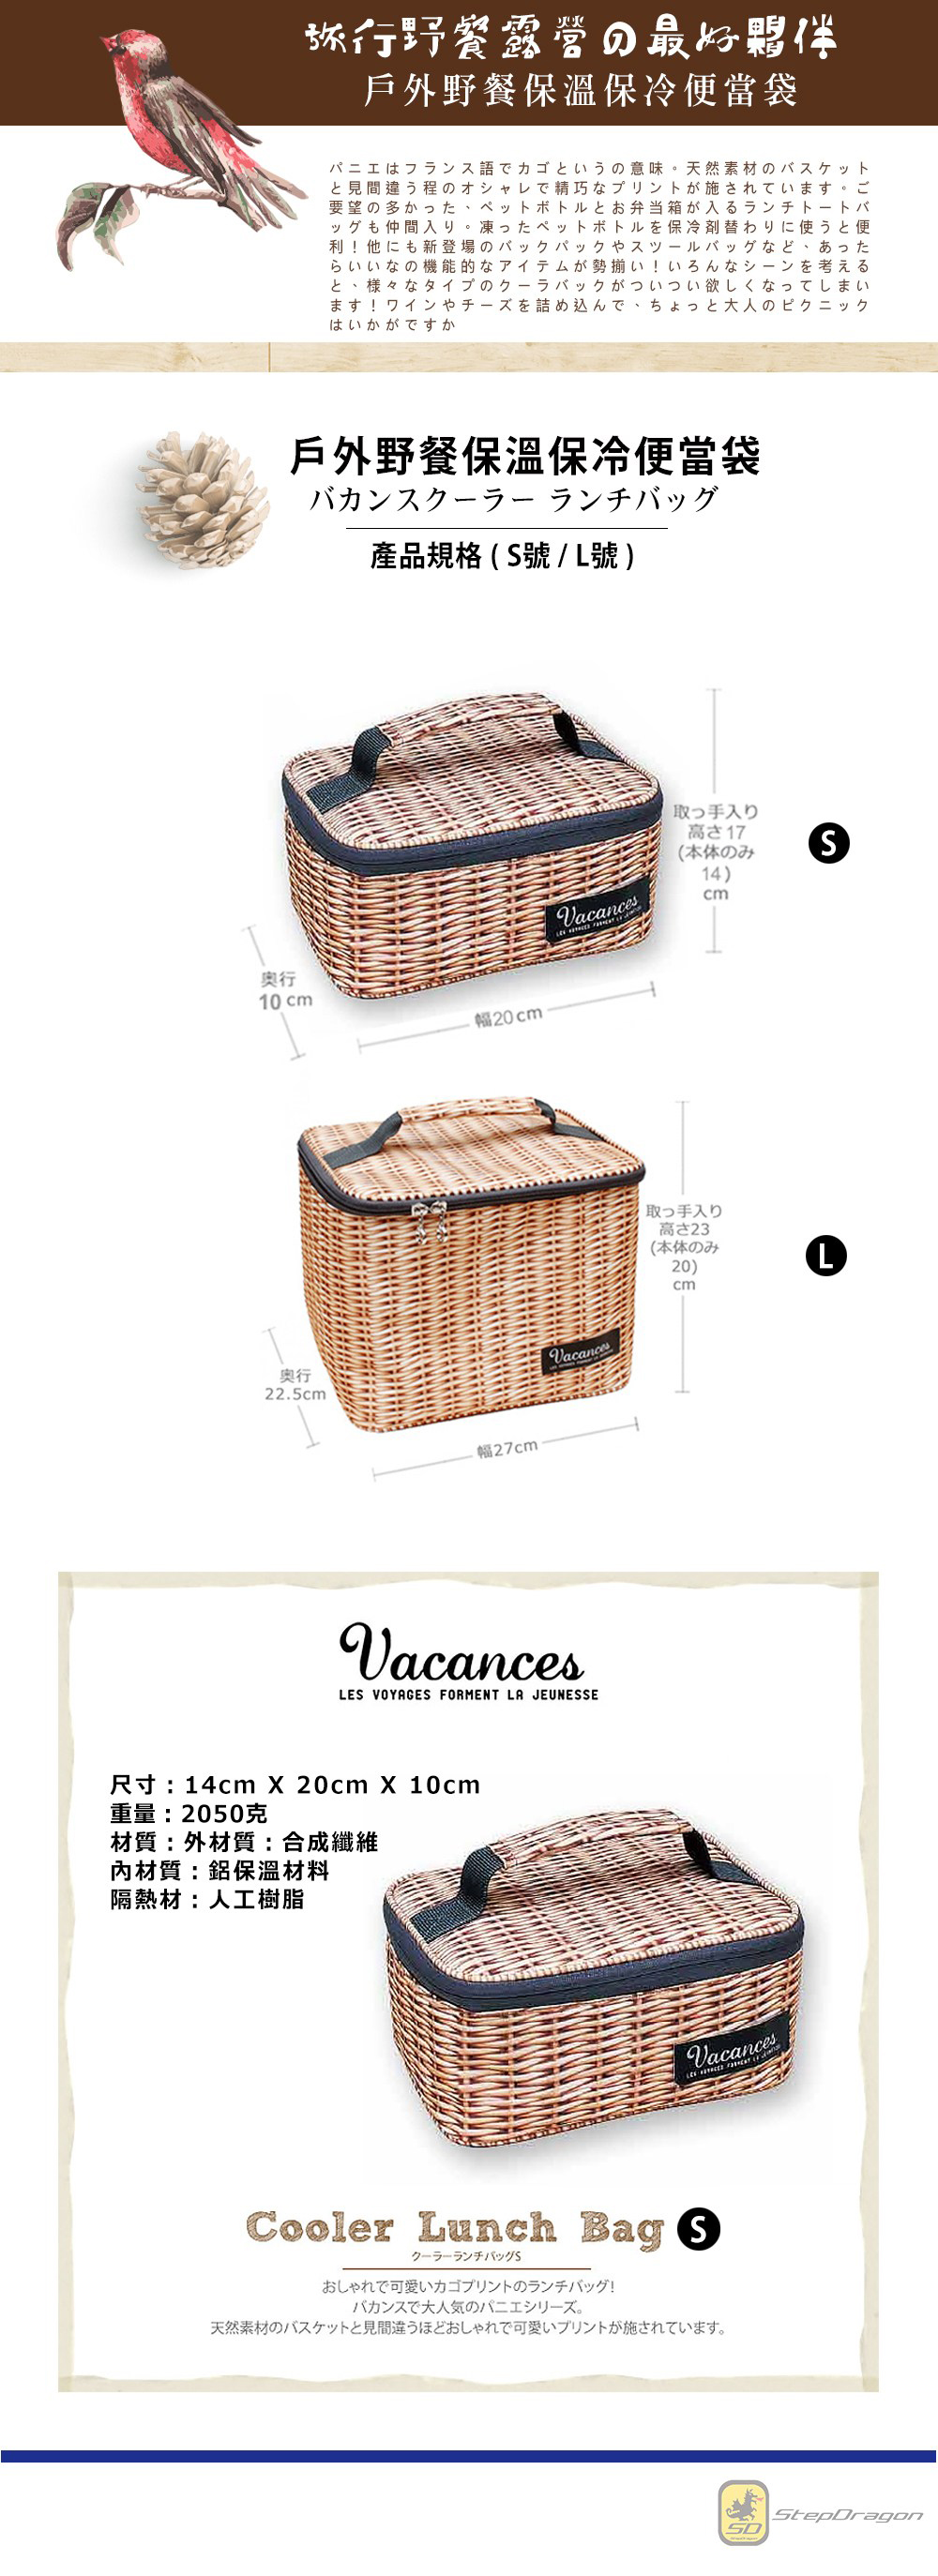 旅行野餐露營の最好夥伴
戶外野餐保溫保冷便當袋
パニエはフランス語でカゴというの意味。天然素材のバスケット
と見間違う程のオシャレで精巧なプリントが施されています。ご
要望の多かった、ペットボトルとお弁当箱が入るランチトートバ
ッグも仲間入り。凍ったペットボトルを保冷剤替わりに使うと便
利！他にも新登場のバックパックやスツールバッグなど、あった
らいいなの機能的なアイテムが勢揃い！いろんなシーンを考える
と、様々なタイプのクーラバックがついつい欲しくなってしまい
ます！ワインやチーズを詰め込んで、ちょっと大人のピクニック
はいかがですか
戶外野餐保溫保冷便當袋
バカンスクーラー ランチバッグ
產品規格 ( S號 / L號 )
取っ手入り
高さ17
(本体のみ
14)
cm
S
Vacances
LES VOYAGES FORMENT LA JEUNESSE
奥行
10 cm
幅20 cm
取っ手入り
高さ23
(本体のみ
20)
cm
L
Vacances
奥行
22.5cm
幅27cm
Vacances
LES VOYAGES FORMENT LA JEUNESSE
尺寸：14cm X 20cm X 10cm
重量：2050克
材質：外材質：合成纖維
內材質：鋁保溫材料
隔熱材：人工樹脂
Vacances
LES VOYAGES FORMENT LA JEUNESSE
Cooler Lunch Bag S
クーラーランチバッグS
おしゃれで可愛いカゴプリントのランチバッグ！
バカンスで大人気のパニエシリーズ。
天然素材のバスケットと見間違うほどおしゃれで可愛いプリントが施されています。
SD
StepDragon